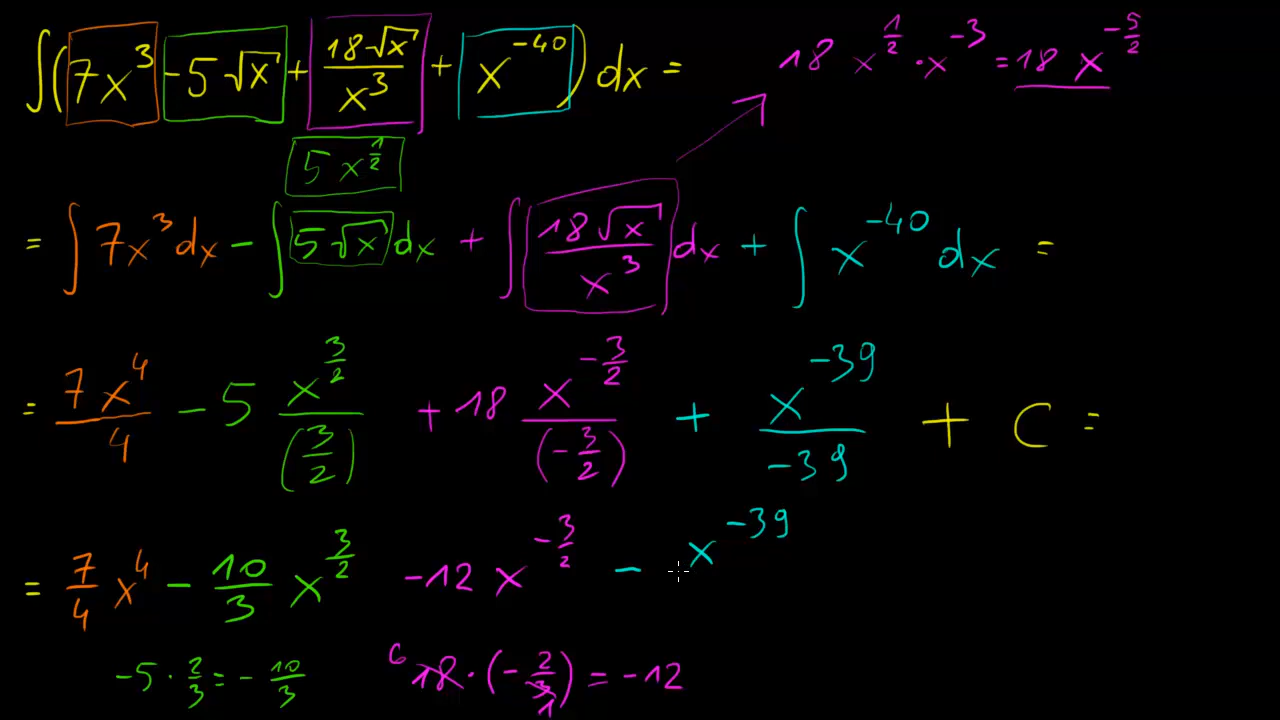 ∫(7x³ - 5√x + 18√x/x³ + x⁻⁴⁰) dx =
18 x^(1/2) · x⁻³ = 18 x^(-5/2)
5x^(1/2)
= ∫ 7x³ dx - ∫ 5√x dx + ∫ 18√x/x³ dx + ∫ x⁻⁴⁰ dx =
= 7x⁴/4 - 5 x^(3/2)/(3/2) + 18 x^(-3/2)/(-3/2) + x⁻³⁹/-39 + C =
= 7/4 x⁴ - 10/3 x^(3/2) -12 x^(-3/2) - x⁻³⁹
-5 · 2/3 = - 10/3
6 18 · (- 2/3 1) = -12